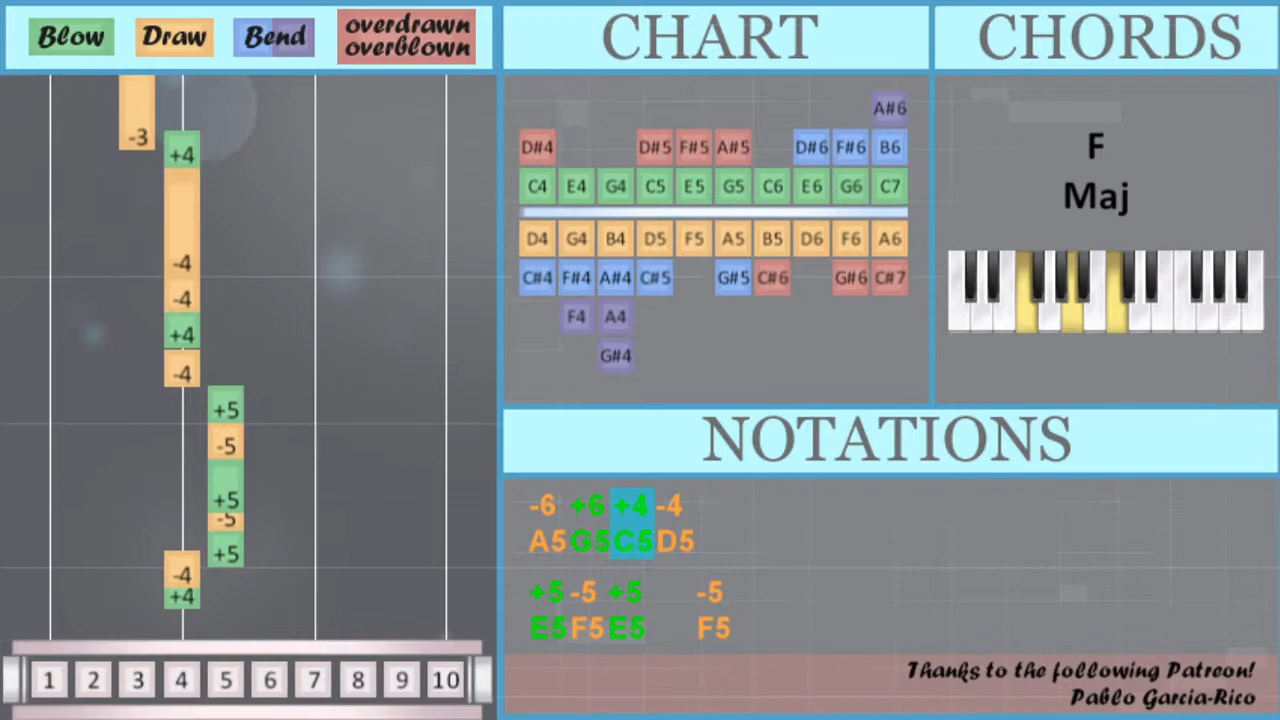 Blow Draw Bend overdrawn
overblown
CHART
CHORDS
-3
+4
-4
-4
+4
-4
+5
-5
+5
-5
+5
-4
+4
1 2 3 4 5 6 7 8 9 10
A#6
D#4 D#5 F#5 A#5 D#6 F#6 B6
C4 E4 G4 C5 E5 G5 C6 E6 G6 C7
D4 G4 B4 D5 F5 A5 B5 D6 F6 A6
C#4 F#4 A#4 C#5 G#5 C#6 G#6 C#7
F4 A4
G#4
F
Maj
NOTATIONS
-6 +6 +4 -4
A5 G5 C5 D5
+5 -5 +5 -5
E5 F5 E5 F5
Thanks to the following Patreon!
Pablo Garcia-Rico